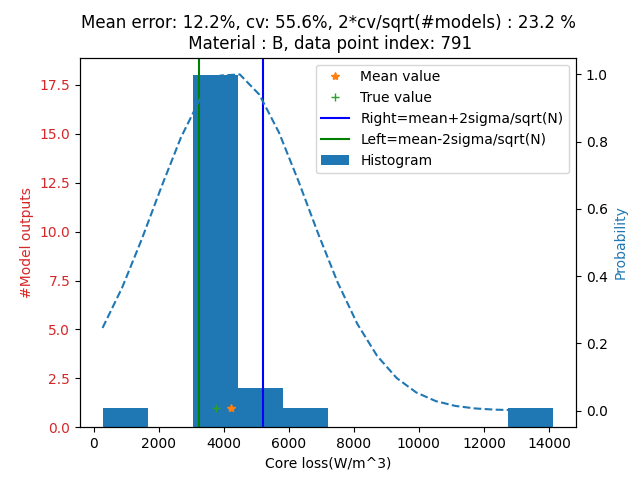 Mean error: 12.2%, cv: 55.6%, 2*cv/sqrt(#models) : 23.2 %
Material : B, data point index: 791
Mean value
True value
Right=mean+2sigma/sqrt(N)
Left=mean-2sigma/sqrt(N)
Histogram
#Model outputs
17.5
15.0
12.5
10.0
7.5
5.0
2.5
0.0
1.0
0.8
0.6
0.4
0.2
0.0
Probability
0 2000 4000 6000 8000 10000 12000 14000
Core loss(W/m^3)